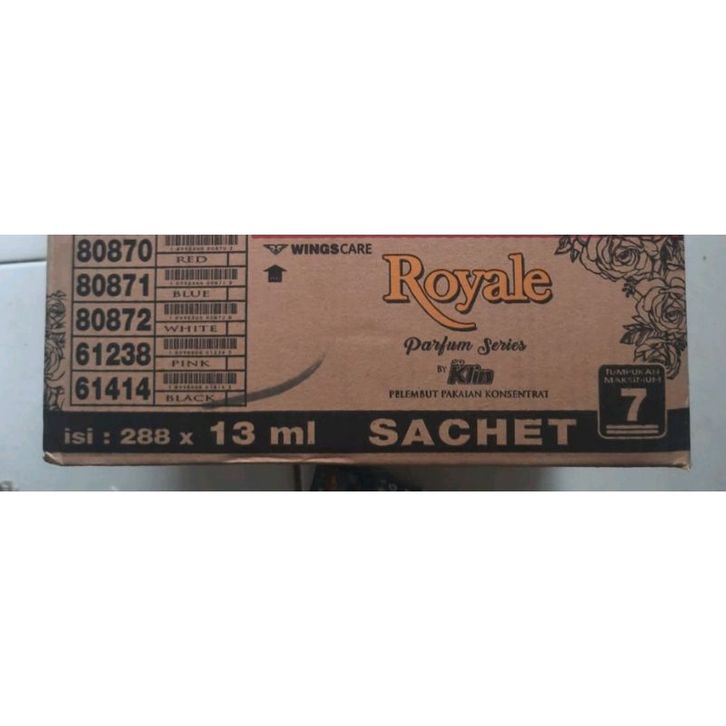 80870
RED
80871
BLUE
80872
WHITE
61238
PINK
61414
BLACK
WINGSCARE
Royale
Parfum Series
BY So Klin
PELEMBUT PAKAIAN KONSENTRAT
TUMPUKAN
MAKSIMUM
7
isi : 288 x 13 ml SACHET